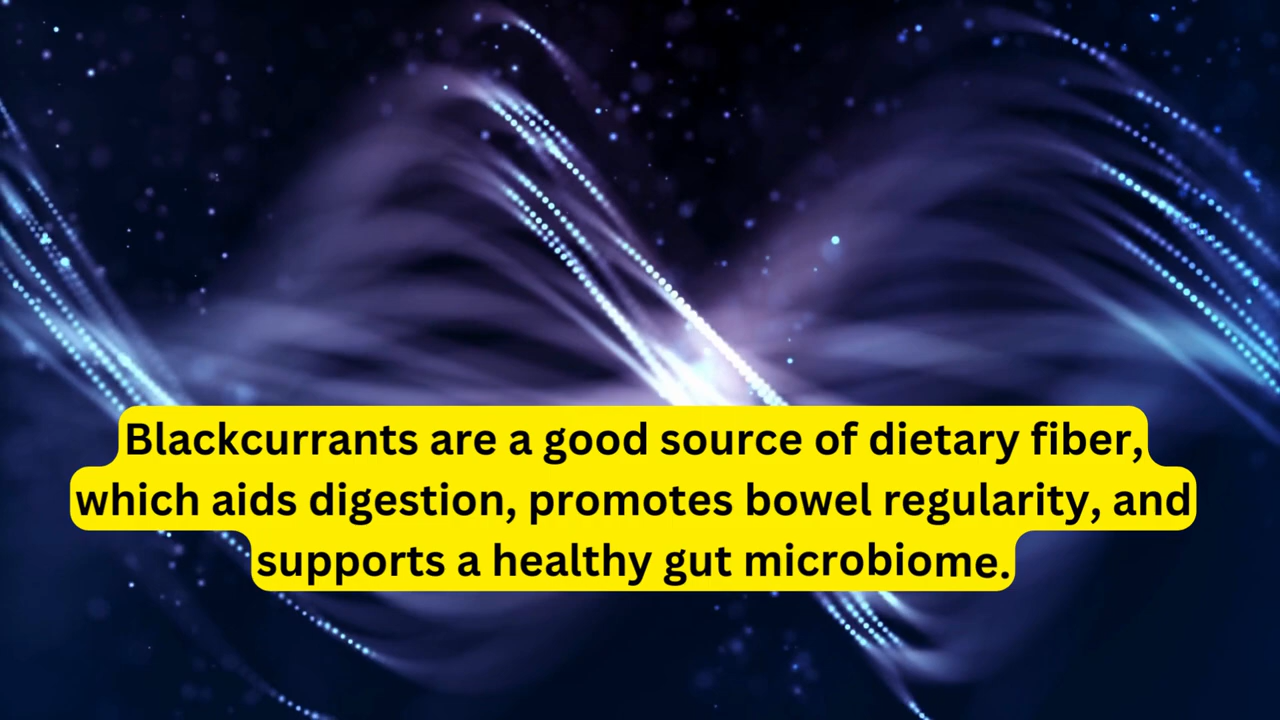 Blackcurrants are a good source of dietary fiber,
which aids digestion, promotes bowel regularity, and
supports a healthy gut microbiome.